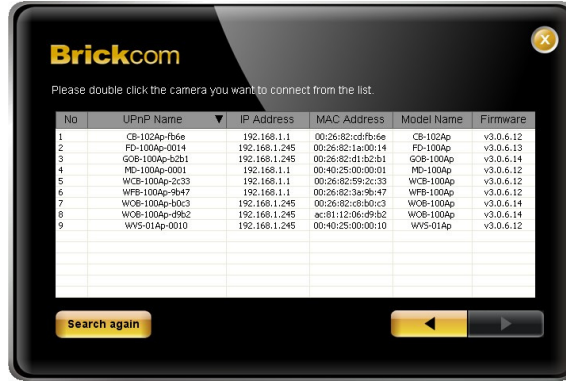 Brickcom
Please double click the camera you want to connect from the list.
No UPnP Name IP Address MAC Address Model Name Firmware
1 CB-102Ap-fb6e 192.168.1.1 00:26:82:cd:fb:6e CB-102Ap v3.0.6.12
2 FD-100Ap-0014 192.168.1.245 00:26:82:1a:00:14 FD-100Ap v3.0.6.13
3 GOB-100Ap-b2b1 192.168.1.245 00:26:82:d1:b2:b1 GOB-100Ap v3.0.6.14
4 MD-100Ap-0001 192.168.1.1 00:40:25:00:00:01 MD-100Ap v3.0.6.12
5 WCB-100Ap-2c33 192.168.1.1 00:26:82:59:2c:33 WCB-100Ap v3.0.6.12
6 WFB-100Ap-9b47 192.168.1.1 00:26:82:3a:9b:47 WFB-100Ap v3.0.6.12
7 WOB-100Ap-b0c3 192.168.1.245 00:26:82:c8:b0:c3 WOB-100Ap v3.0.6.14
8 WOB-100Ap-d9b2 192.168.1.245 ac:81:12:06:d9:b2 WOB-100Ap v3.0.6.14
9 WVS-01Ap-0010 192.168.1.245 00:40:25:00:00:10 WVS-01Ap v3.0.6.12
Search again